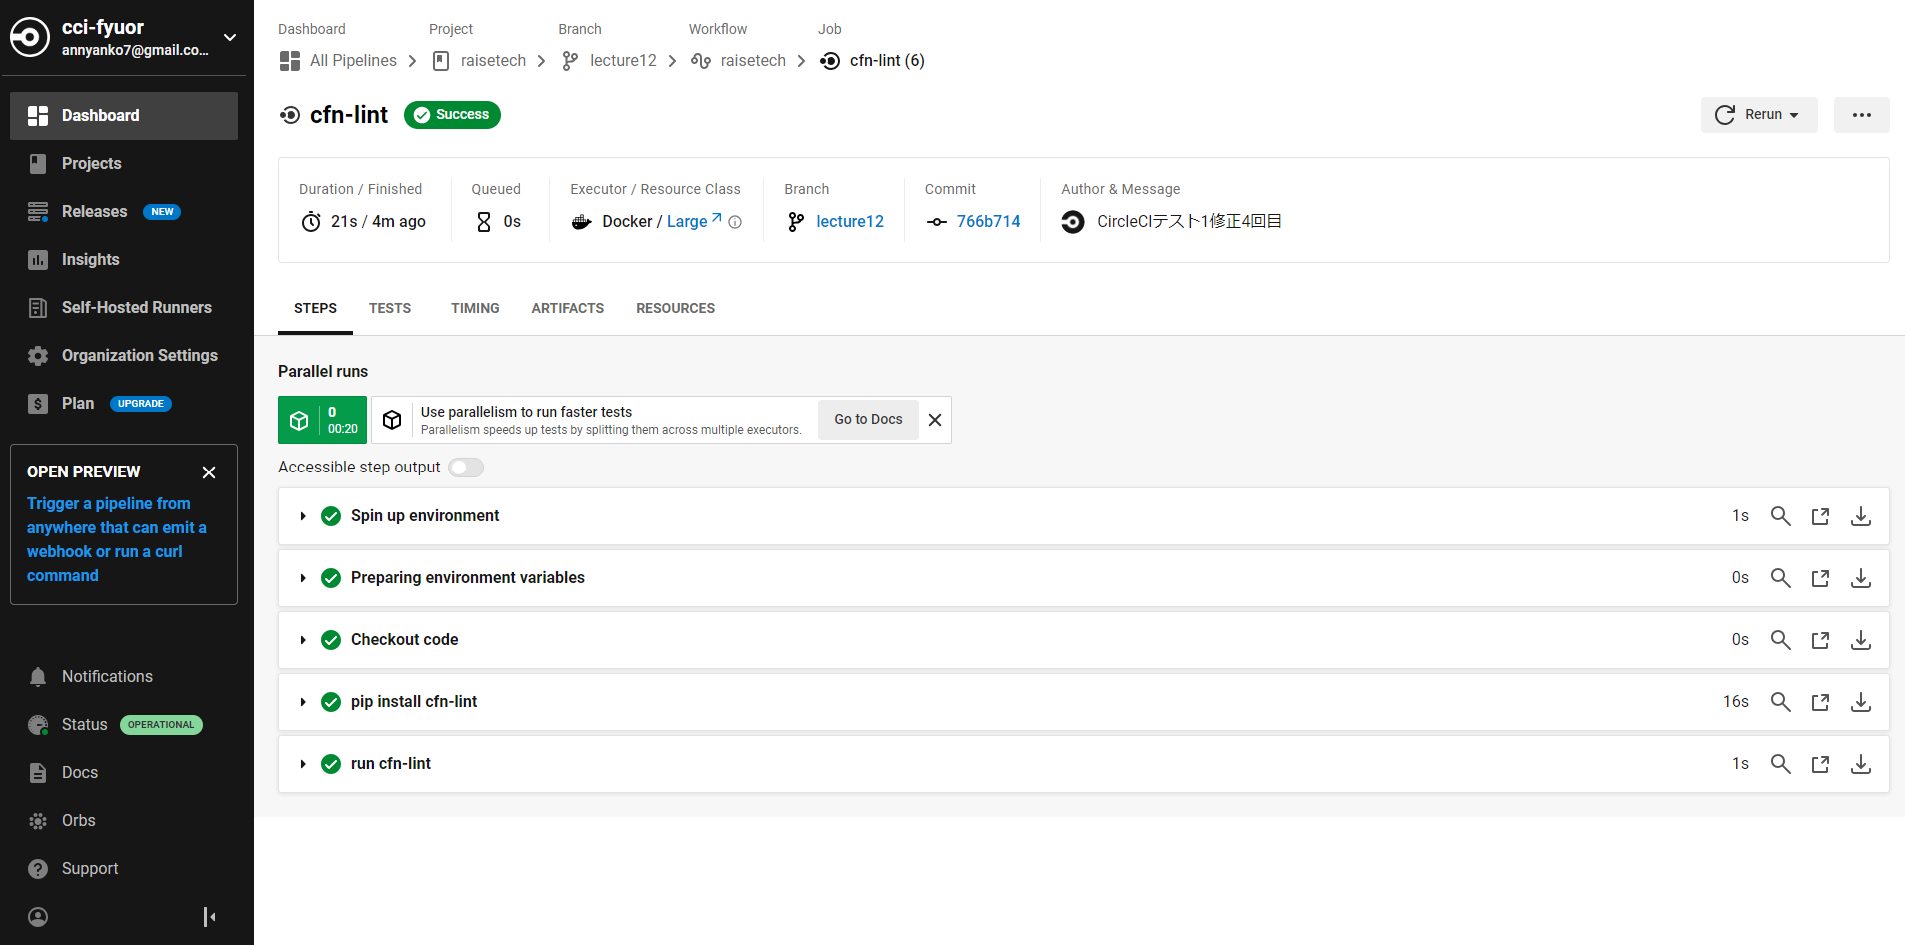 cci-fyuor
annyanko7@gmail.co...
Dashboard
Projects
Releases NEW
Insights
Self-Hosted Runners
Organization Settings
Plan UPGRADE
OPEN PREVIEW
Trigger a pipeline from
anywhere that can emit a
webhook or run a curl
command
Notifications
Status OPERATIONAL
Docs
Orbs
Support
Dashboard Project Branch Workflow Job
All Pipelines raisetech lecture12 raisetech cfn-lint (6)
cfn-lint Success
Rerun
Duration / Finished Queued Executor / Resource Class Branch Commit Author & Message
21s / 4m ago 0s Docker / Large lecture12 766b714 CircleCIテスト1修正4回目
STEPS TESTS TIMING ARTIFACTS RESOURCES
Parallel runs
0
00:20
Use parallelism to run faster tests
Parallelism speeds up tests by splitting them across multiple executors.
Go to Docs
Accessible step output
Spin up environment 1s
Preparing environment variables 0s
Checkout code 0s
pip install cfn-lint 16s
run cfn-lint 1s